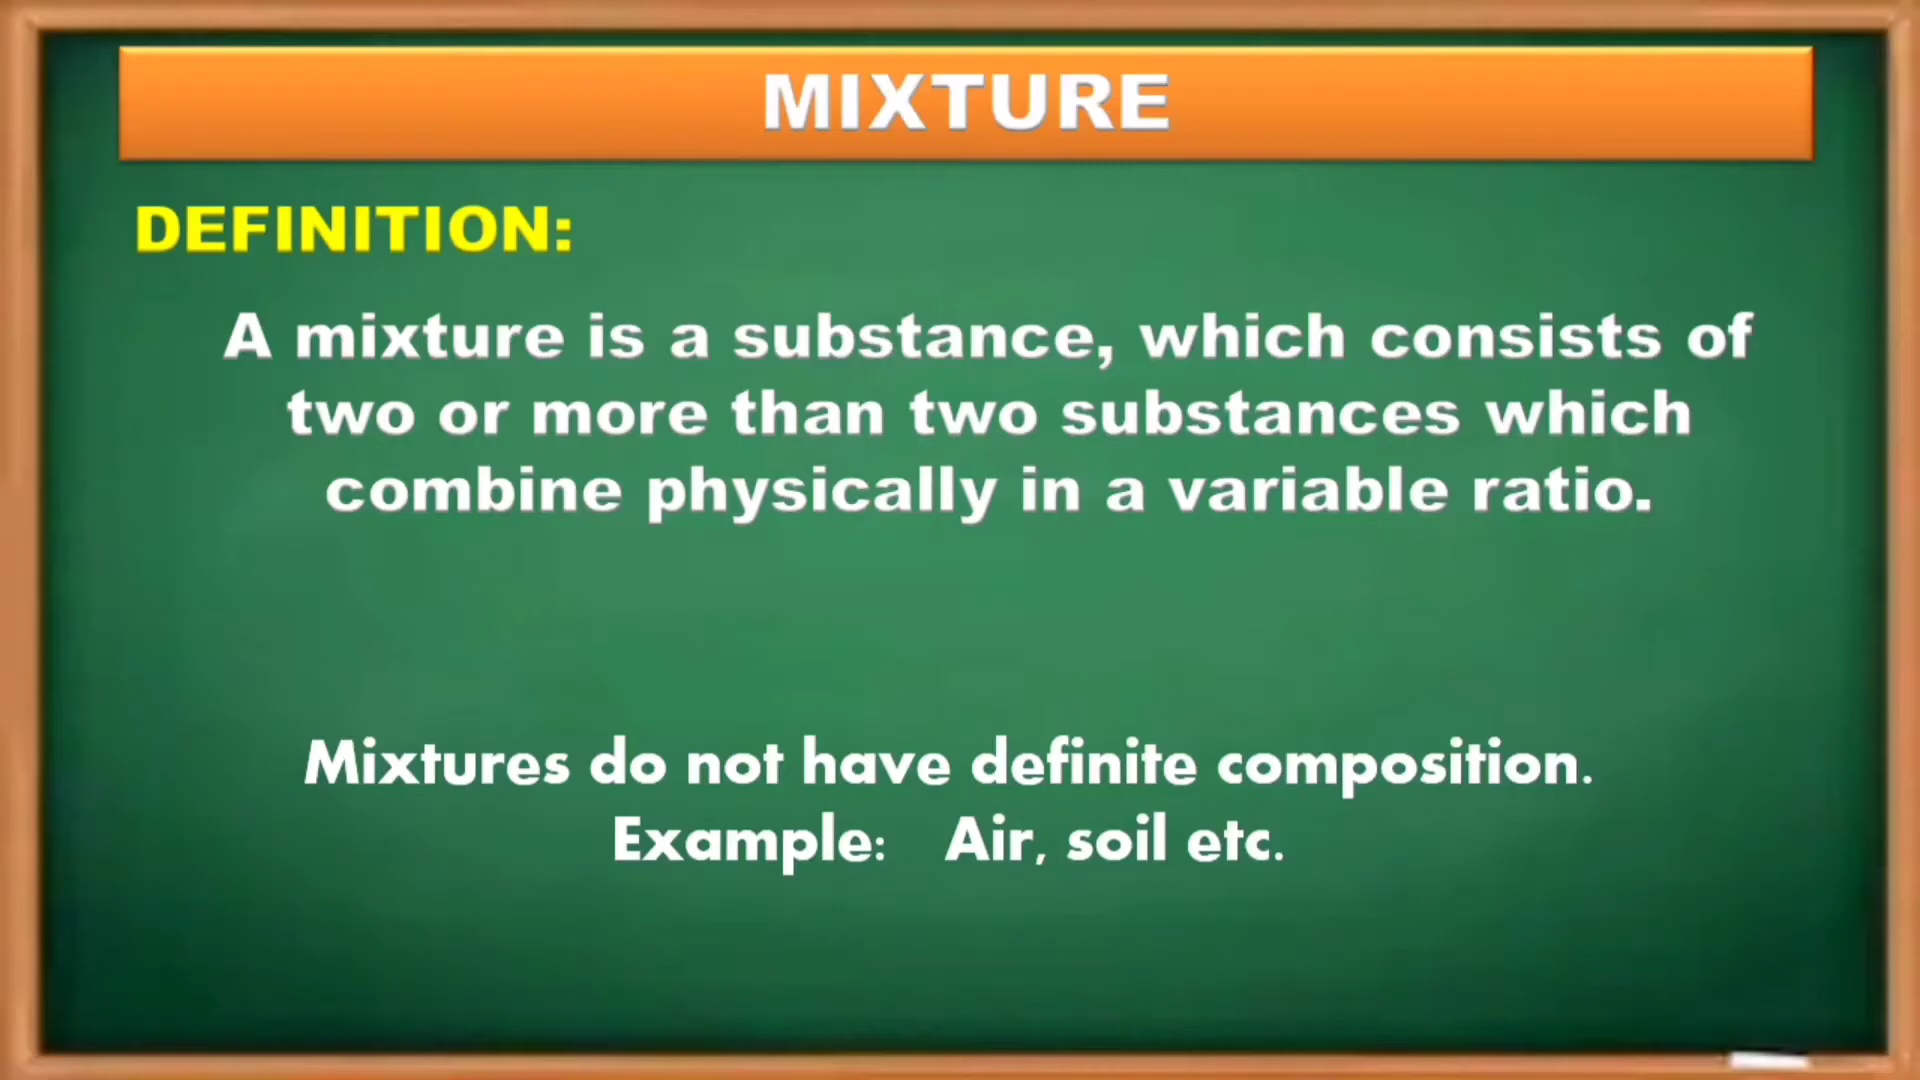 MIXTURE
DEFINITION:
A mixture is a substance, which consists of
two or more than two substances which
combine physically in a variable ratio.
Mixtures do not have definite composition.
Example: Air, soil etc.